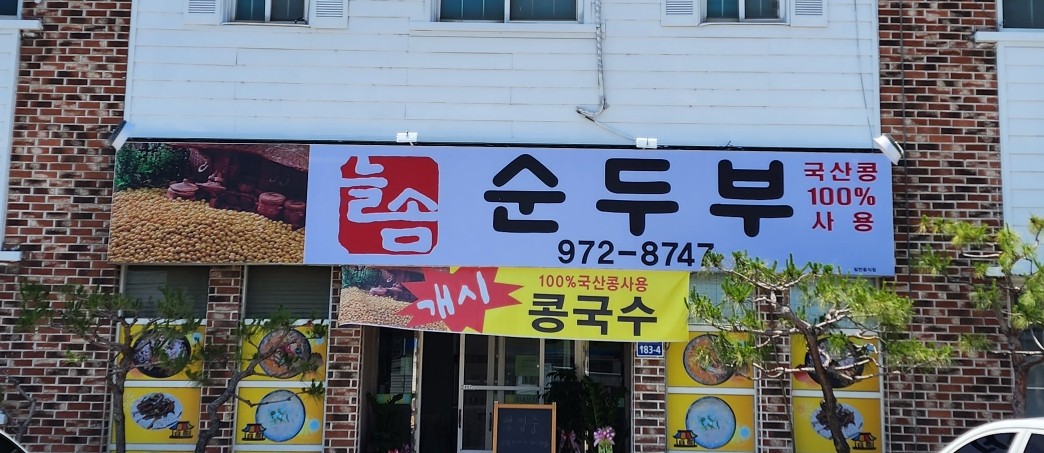 늘솜
순두부
국산콩
100%
사용
972-8747
개시
100%국산콩사용
콩국수
183-4